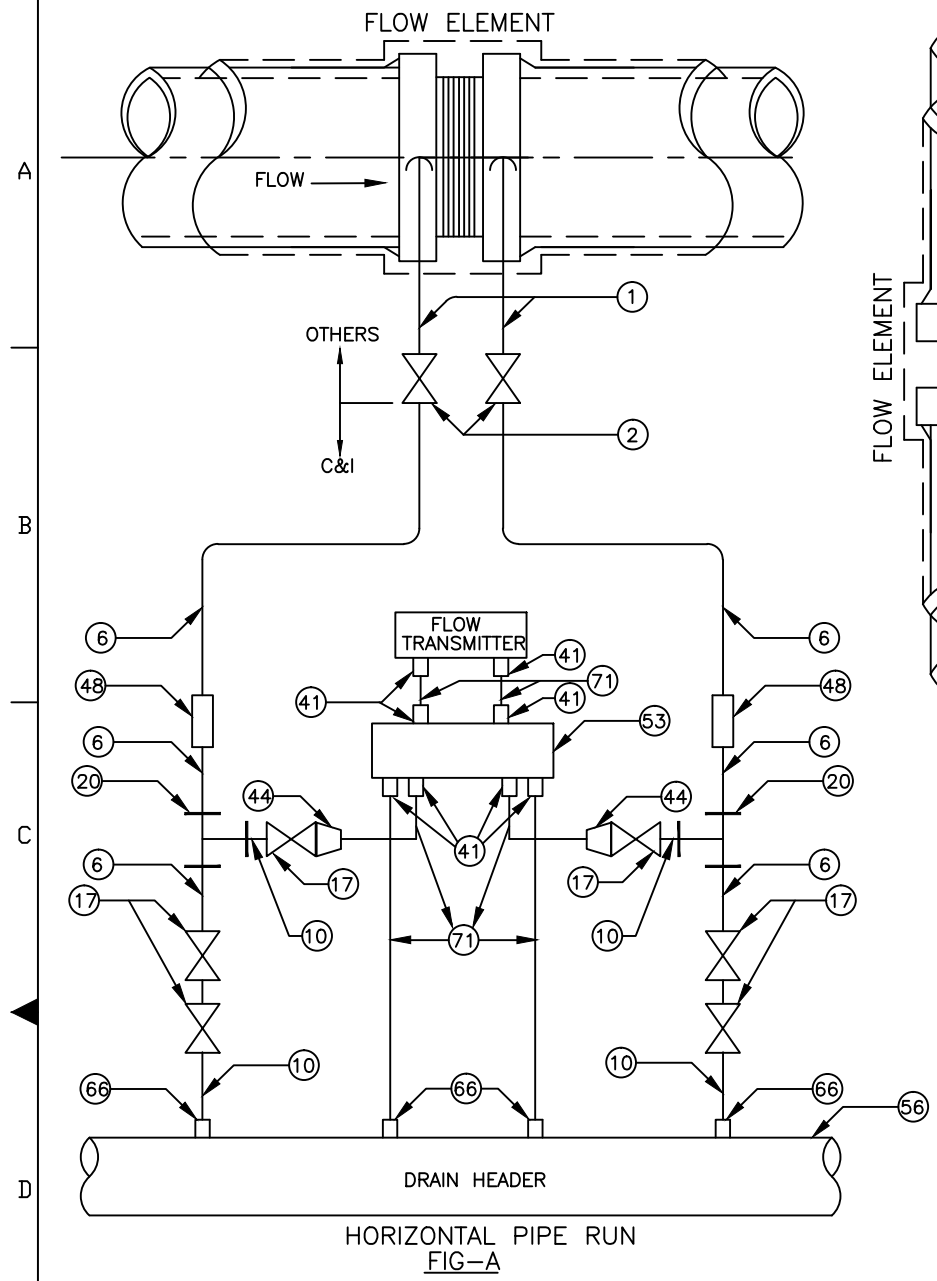 FLOW ELEMENT
A
FLOW
1
FLOW ELEMENT
OTHERS
2
C&I
B
FLOW
TRANSMITTER
6
6
41
48
41
71
48
41
53
6
6
20
44
44
20
C
41
6
17
17
6
17
10
71
10
17
10
10
66
66
66
56
DRAIN HEADER
D
HORIZONTAL PIPE RUN
FIG-A